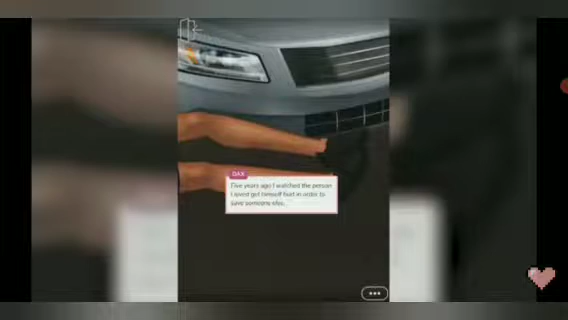 DAX
Five years ago I watched the person
I loved get himself hurt in order to
save someone else.